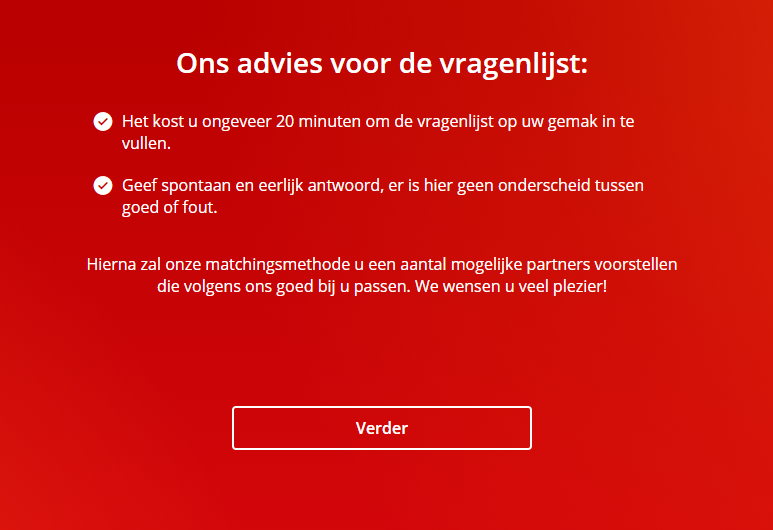 Ons advies voor de vragenlijst:
Het kost u ongeveer 20 minuten om de vragenlijst op uw gemak in te
vullen.
Geef spontaan en eerlijk antwoord, er is hier geen onderscheid tussen
goed of fout.
Hierna zal onze matchingsmethode u een aantal mogelijke partners voorstellen
die volgens ons goed bij u passen. We wensen u veel plezier!
Verder